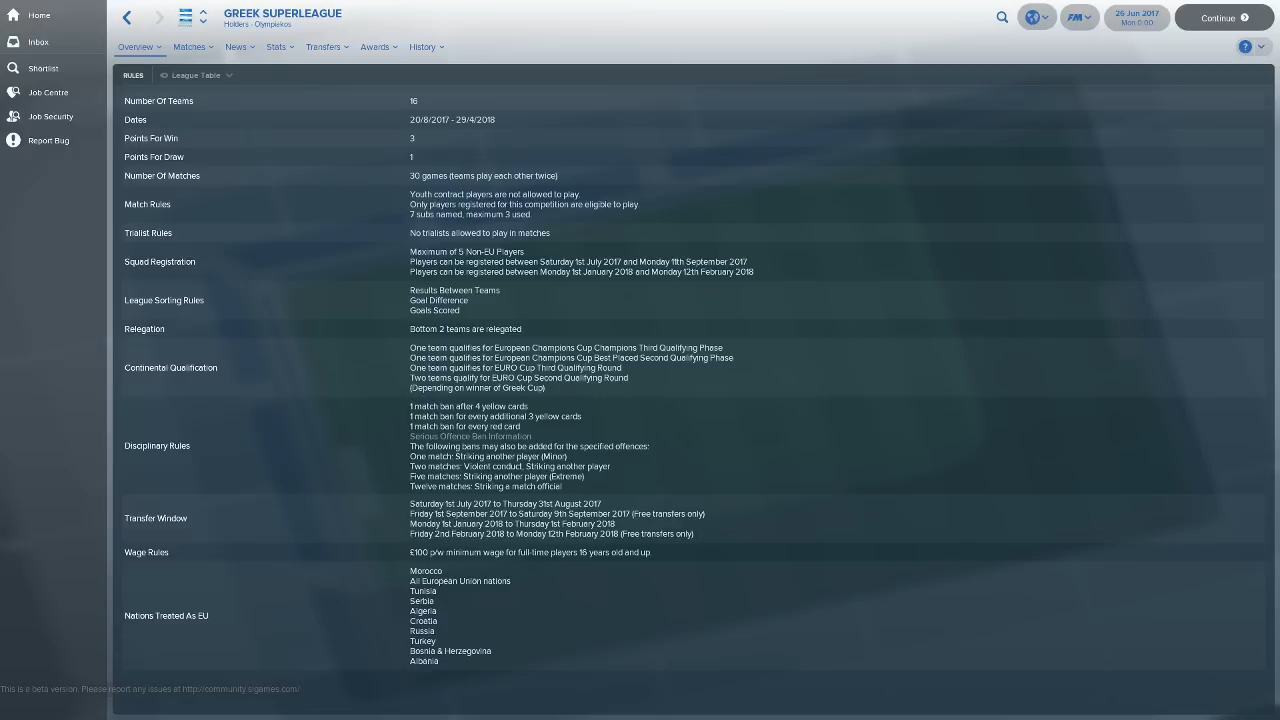 Home
Inbox
Shortlist
Job Centre
Job Security
Report Bug
GREEK SUPERLEAGUE
Holders - Olympiakos
FM
26 Jun 2017
Mon 0:00
Continue
Overview
Matches
News
Stats
Transfers
Awards
History
?
RULES
League Table
Number Of Teams 16
Dates 20/8/2017 - 29/4/2018
Points For Win 3
Points For Draw 1
Number Of Matches 30 games (teams play each other twice)
Match Rules
Youth contract players are not allowed to play.
Only players registered for this competition are eligible to play.
7 subs named, maximum 3 used.
Trialist Rules No trialists allowed to play in matches
Squad Registration
Maximum of 5 Non-EU Players
Players can be registered between Saturday 1st July 2017 and Monday 11th September 2017
Players can be registered between Monday 1st January 2018 and Monday 12th February 2018
League Sorting Rules
Results Between Teams
Goal Difference
Goals Scored
Relegation Bottom 2 teams are relegated
Continental Qualification
One team qualifies for European Champions Cup Champions Third Qualifying Phase
One team qualifies for European Champions Cup Best Placed Second Qualifying Phase
One team qualifies for EURO Cup Third Qualifying Round
Two teams qualify for EURO Cup Second Qualifying Round
(Depending on winner of Greek Cup)
Disciplinary Rules
1 match ban after 4 yellow cards
1 match ban for every additional 3 yellow cards
1 match ban for every red card
Serious Offence Ban Information
The following bans may also be added for the specified offences:
One match: Striking another player (Minor)
Two matches: Violent conduct, Striking another player
Five matches: Striking another player (Extreme)
Twelve matches: Striking a match official
Transfer Window
Saturday 1st July 2017 to Thursday 31st August 2017
Friday 1st September 2017 to Saturday 9th September 2017 (Free transfers only)
Monday 1st January 2018 to Thursday 1st February 2018
Friday 2nd February 2018 to Monday 12th February 2018 (Free transfers only)
Wage Rules £100 p/w minimum wage for full-time players 16 years old and up.
Nations Treated As EU
Morocco
All European Union nations
Tunisia
Serbia
Algeria
Croatia
Russia
Turkey
Bosnia & Herzegovina
Albania
This is a beta version. Please report any issues at http://community.sigames.com/